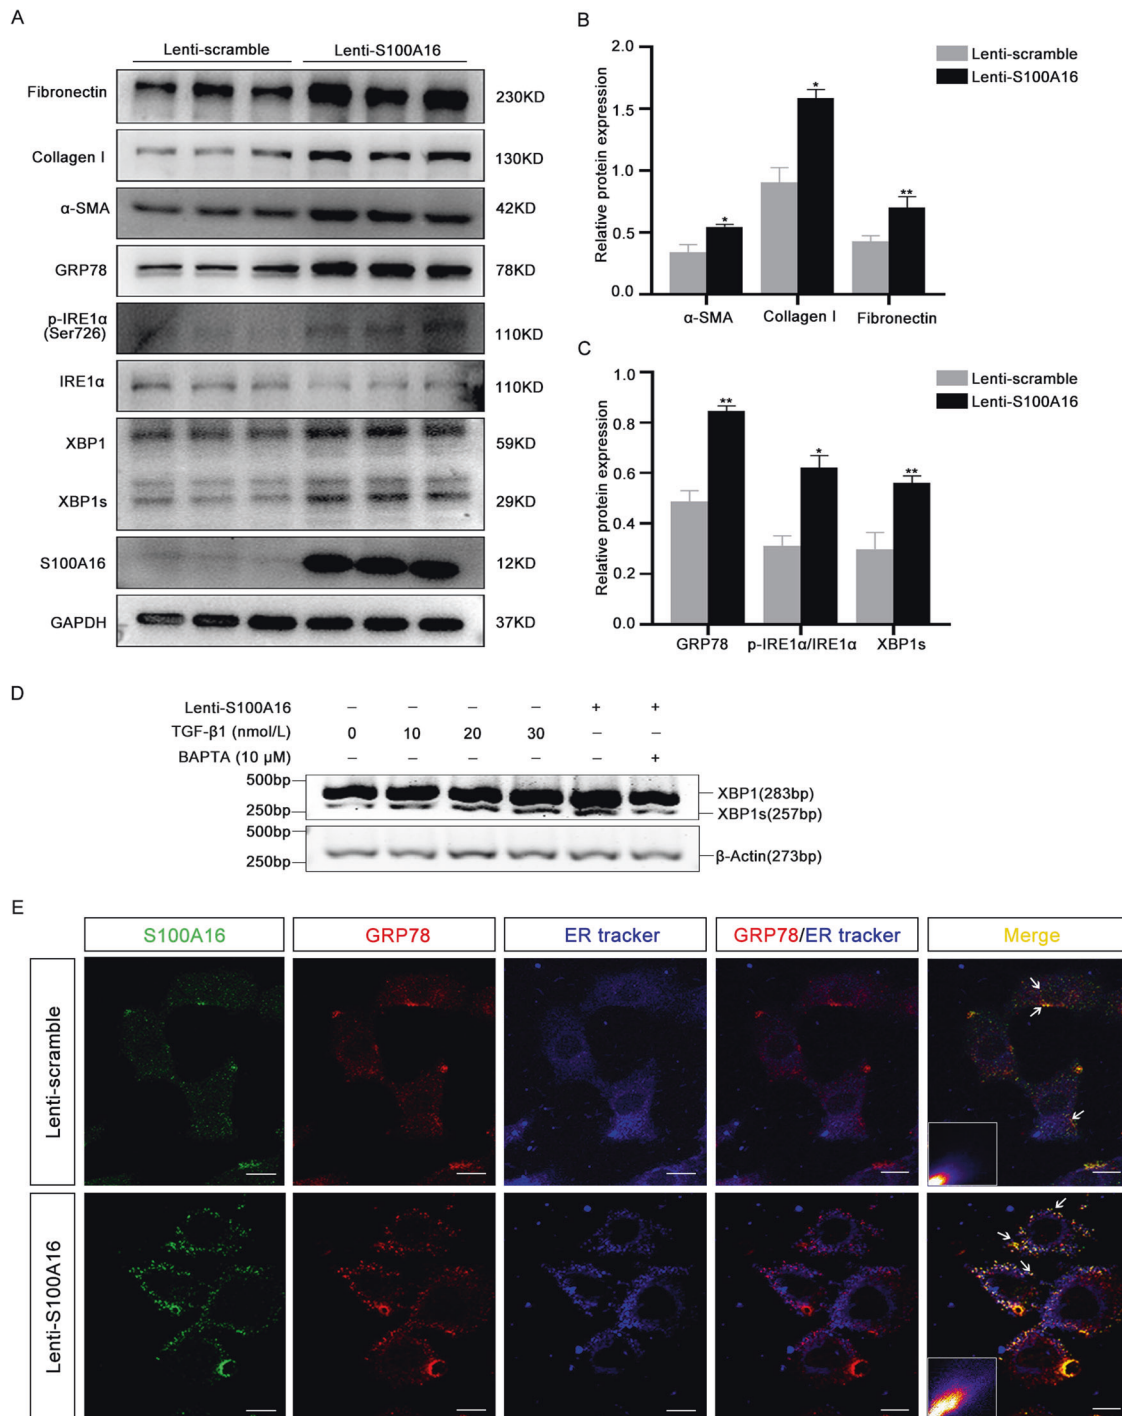 A
Lenti-scramble Lenti-S100A16
Fibronectin 230KD
Collagen I 130KD
α-SMA 42KD
GRP78 78KD
p-IRE1α
(Ser726) 110KD
IRE1α 110KD
XBP1 59KD
XBP1s 29KD
S100A16 12KD
GAPDH 37KD
B
Relative protein expression
2.0
1.5
1.0
0.5
0.0
* * **
α-SMA Collagen I Fibronectin
Lenti-scramble
Lenti-S100A16
C
Relative protein expression
1.0
0.8
0.6
0.4
0.2
0.0
** * **
GRP78 p-IRE1α/IRE1α XBP1s
Lenti-scramble
Lenti-S100A16
D
Lenti-S100A16 – – – – + +
TGF-β1 (nmol/L) 0 10 20 30 – –
BAPTA (10 μM) – – – – – +
500bp
250bp
XBP1(283bp)
XBP1s(257bp)
500bp
250bp
β-Actin(273bp)
E
S100A16 GRP78 ER tracker GRP78/ER tracker Merge
Lenti-scramble
Lenti-S100A16